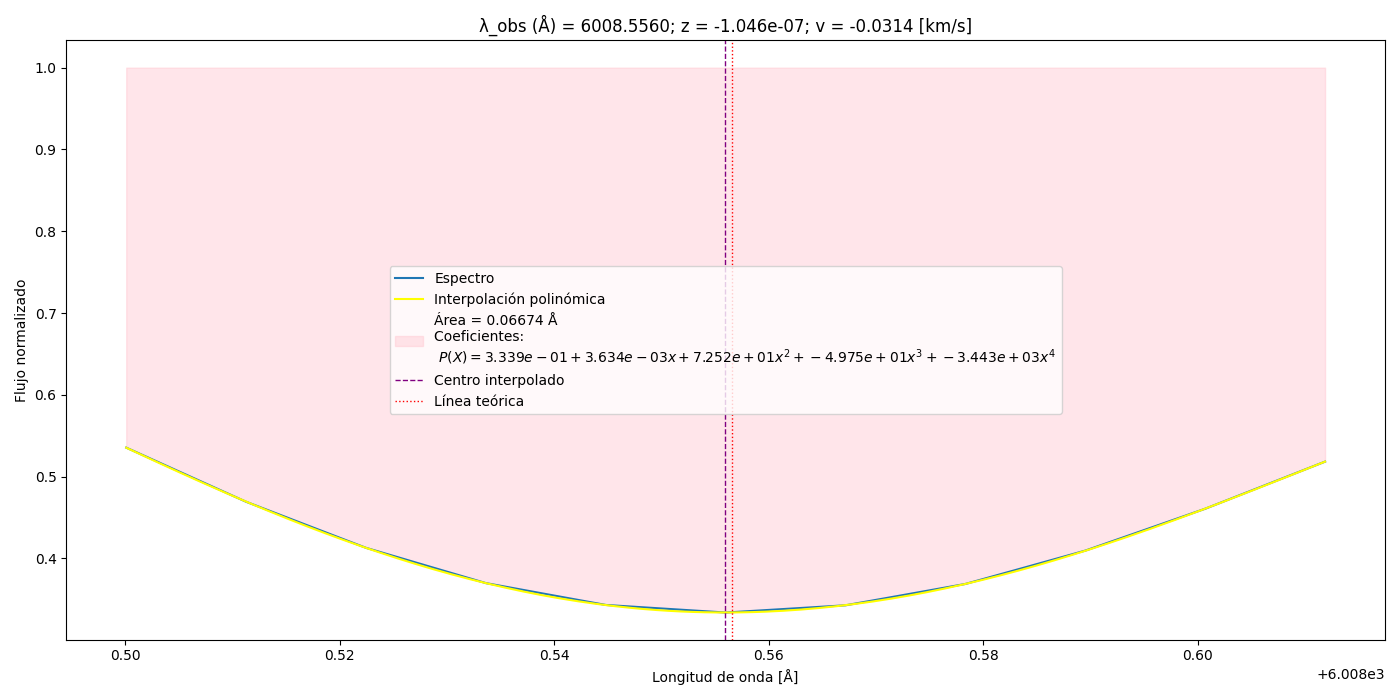 λ_obs (Å) = 6008.5560; z = -1.046e-07; v = -0.0314 [km/s]
Flujo normalizado
1.0
0.9
0.8
0.7
0.6
0.5
0.4
Espectro
Interpolación polinómica
Área = 0.06674 Å
Coeficientes:
P(X) = 3.339e − 01 + 3.634e − 03x + 7.252e + 01x² + − 4.975e + 01x³ + − 3.443e + 03x⁴
Centro interpolado
Línea teórica
0.50 0.52 0.54 0.56 0.58 0.60
+6.008e3
Longitud de onda [Å]